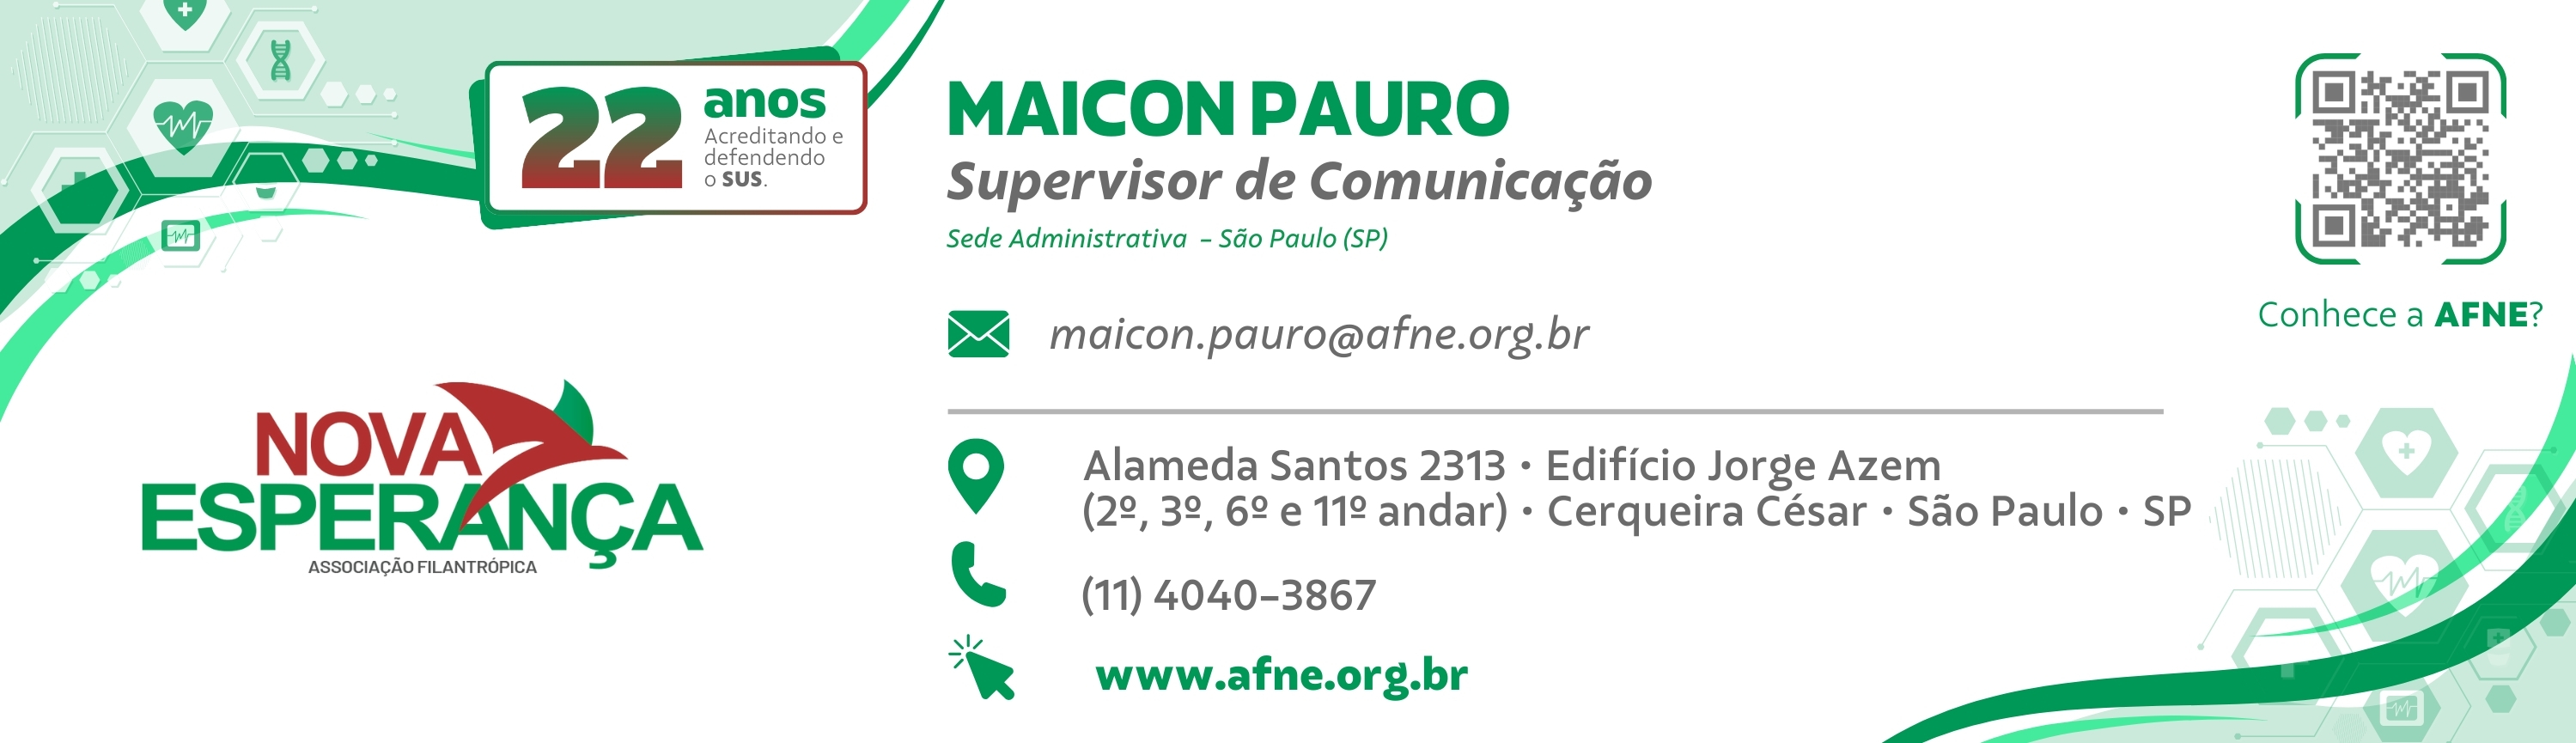 22 anos
Acreditando e
defendendo
o SUS.
NOVA
ESPERANÇA
ASSOCIAÇÃO FILANTRÓPICA
MAICON PAURO
Supervisor de Comunicação
Sede Administrativa – São Paulo (SP)
maicon.pauro@afne.org.br
Alameda Santos 2313 • Edifício Jorge Azem
(2º, 3º, 6º e 11º andar) • Cerqueira César • São Paulo • SP
(11) 4040-3867
www.afne.org.br
Conhece a AFNE?